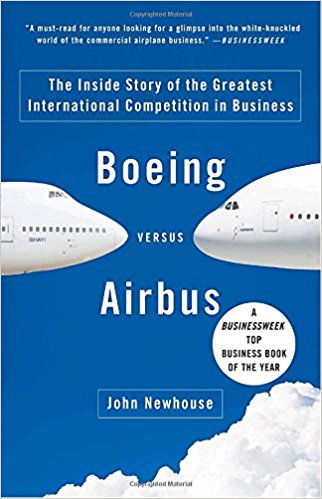 "A must-read for anyone looking for a glimpse into the white-knuckled
world of the commercial airplane business." —BUSINESSWEEK
The Inside Story of the Greatest
International Competition in Business
Boeing
VERSUS
Airbus
A
BUSINESSWEEK
TOP
BUSINESS BOOK
OF THE YEAR
John Newhouse